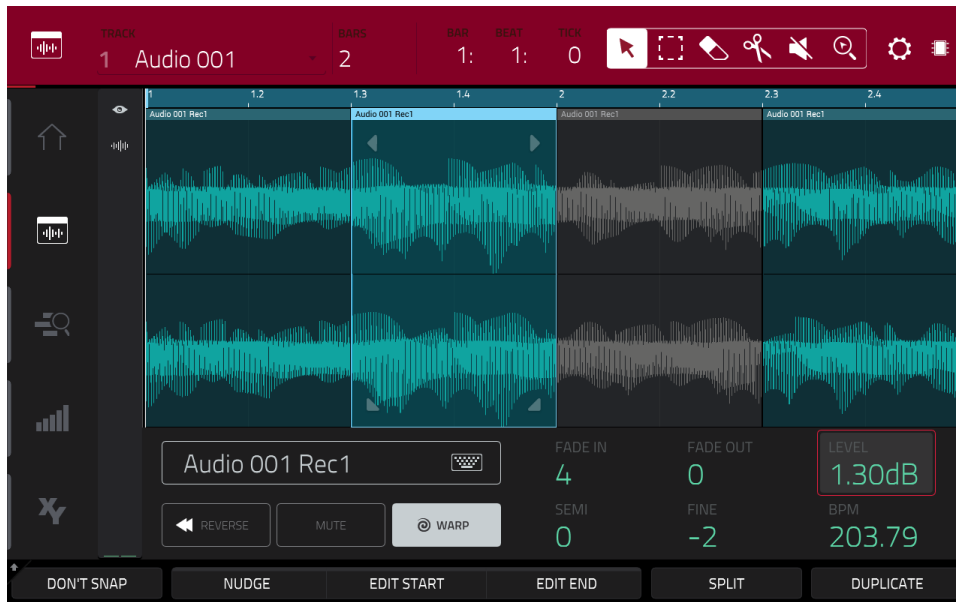 TRACK BARS BAR BEAT TICK
1 Audio 001 2 1: 1: 0
1 1.2 1.3 1.4 2 2.2 2.3 2.4
Audio 001 Rec1 Audio 001 Rec1 Audio 001 Rec1 Audio 001 Rec1
FADE IN FADE OUT LEVEL
Audio 001 Rec1 4 0 1.30dB
SEMI FINE BPM
REVERSE MUTE WARP 0 -2 203.79
DON'T SNAP NUDGE EDIT START EDIT END SPLIT DUPLICATE
XY